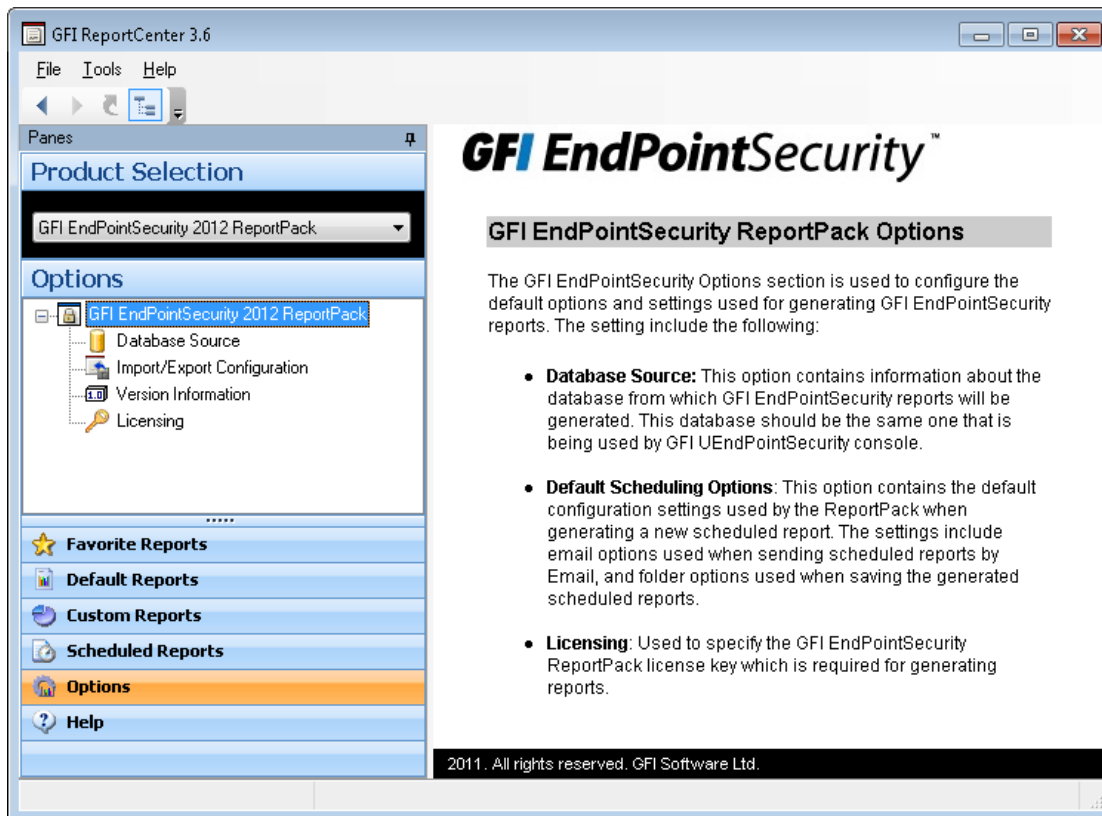 GFI ReportCenter 3.6
File Tools Help
Panes
Product Selection
GFI EndPointSecurity 2012 ReportPack
Options
GFI EndPointSecurity 2012 ReportPack
Database Source
Import/Export Configuration
1.0 Version Information
Licensing
Favorite Reports
Default Reports
Custom Reports
Scheduled Reports
Options
Help
GFI EndPointSecurity™
GFI EndPointSecurity ReportPack Options
The GFI EndPointSecurity Options section is used to configure the
default options and settings used for generating GFI EndPointSecurity
reports. The setting include the following:
• Database Source: This option contains information about the
database from which GFI EndPointSecurity reports will be
generated. This database should be the same one that is
being used by GFI UEndPointSecurity console.
• Default Scheduling Options: This option contains the default
configuration settings used by the ReportPack when
generating a new scheduled report. The settings include
email options used when sending scheduled reports by
Email, and folder options used when saving the generated
scheduled reports.
• Licensing: Used to specify the GFI EndPointSecurity
ReportPack license key which is required for generating
reports.
2011. All rights reserved. GFI Software Ltd.